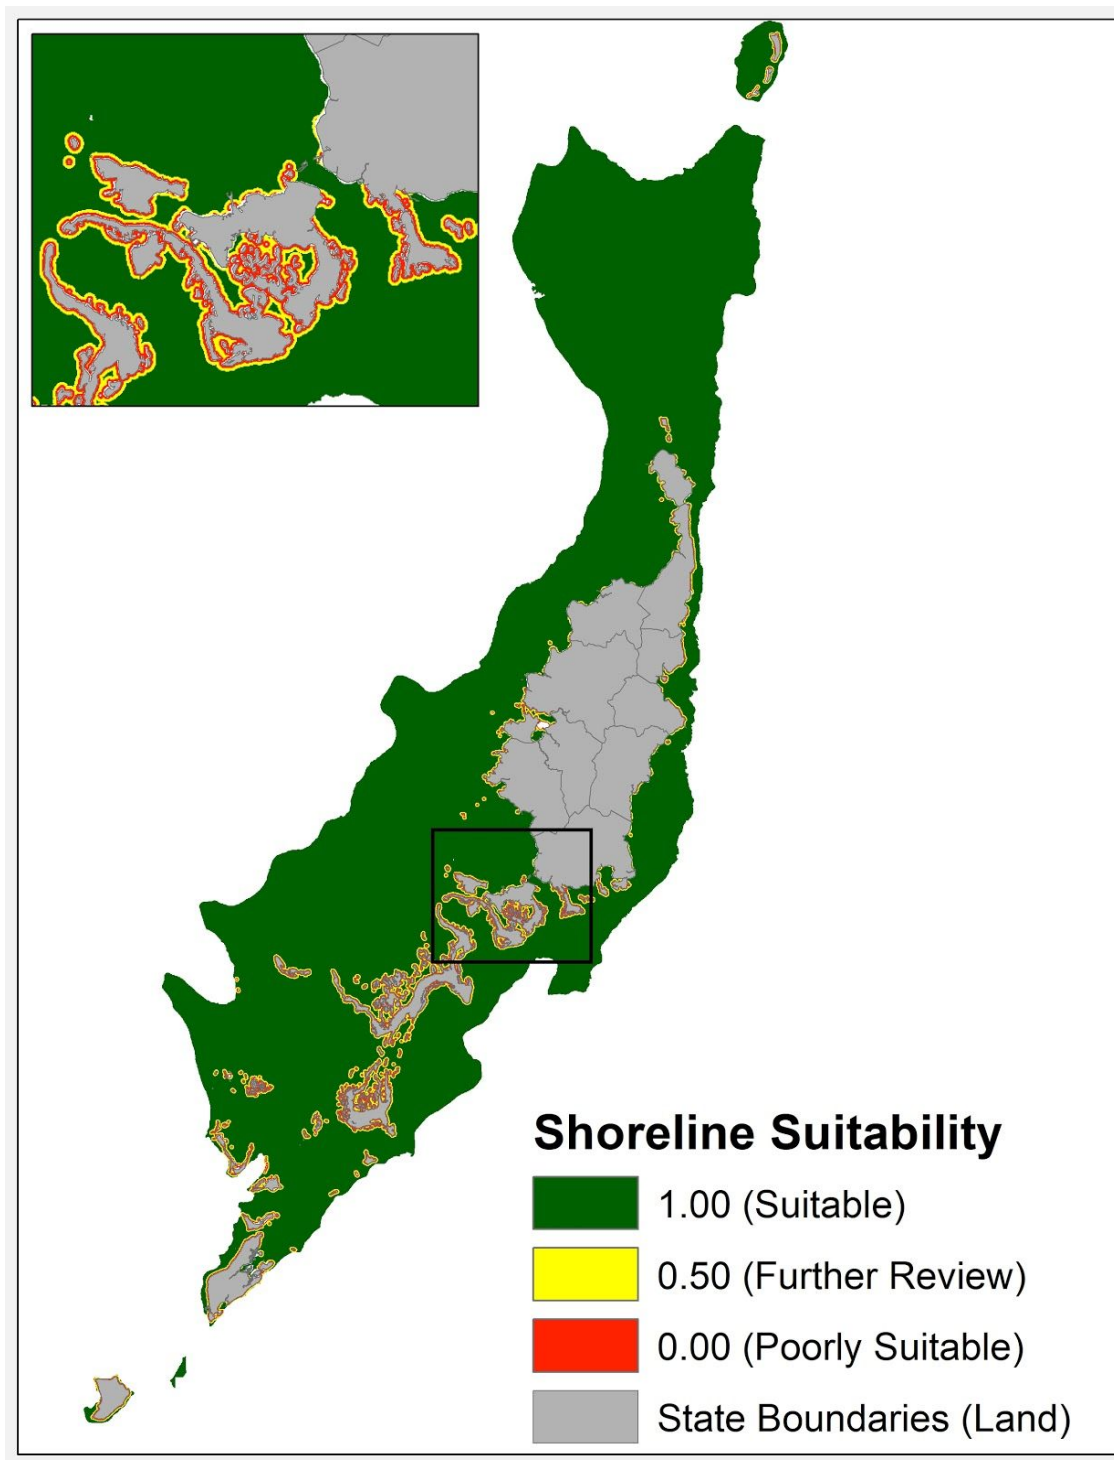 Shoreline Suitability
1.00 (Suitable)
0.50 (Further Review)
0.00 (Poorly Suitable)
State Boundaries (Land)